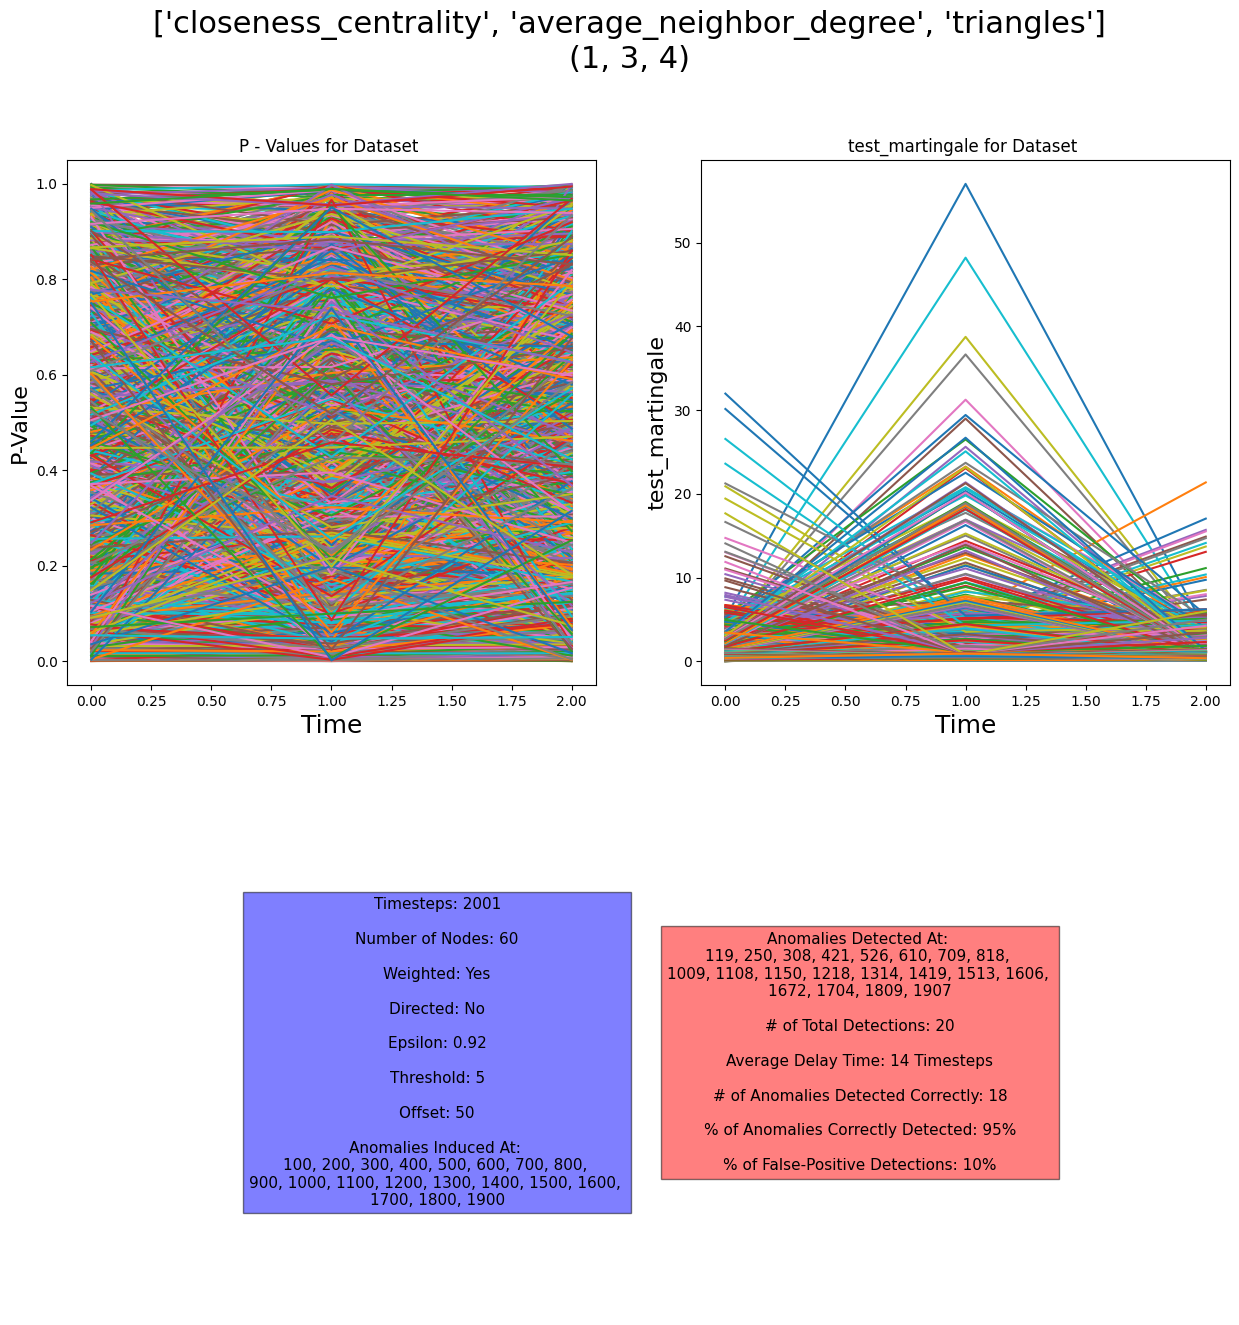 ['closeness_centrality', 'average_neighbor_degree', 'triangles']
(1, 3, 4)
P - Values for Dataset
P-Value
1.0
0.8
0.6
0.4
0.2
0.0
0.00 0.25 0.50 0.75 1.00 1.25 1.50 1.75 2.00
Time
test_martingale for Dataset
test_martingale
50
40
30
20
10
0
0.00 0.25 0.50 0.75 1.00 1.25 1.50 1.75 2.00
Time
Timesteps: 2001
Number of Nodes: 60
Weighted: Yes
Directed: No
Epsilon: 0.92
Threshold: 5
Offset: 50
Anomalies Induced At:
100, 200, 300, 400, 500, 600, 700, 800,
900, 1000, 1100, 1200, 1300, 1400, 1500, 1600,
1700, 1800, 1900
Anomalies Detected At:
119, 250, 308, 421, 526, 610, 709, 818,
1009, 1108, 1150, 1218, 1314, 1419, 1513, 1606,
1672, 1704, 1809, 1907
# of Total Detections: 20
Average Delay Time: 14 Timesteps
# of Anomalies Detected Correctly: 18
% of Anomalies Correctly Detected: 95%
% of False-Positive Detections: 10%